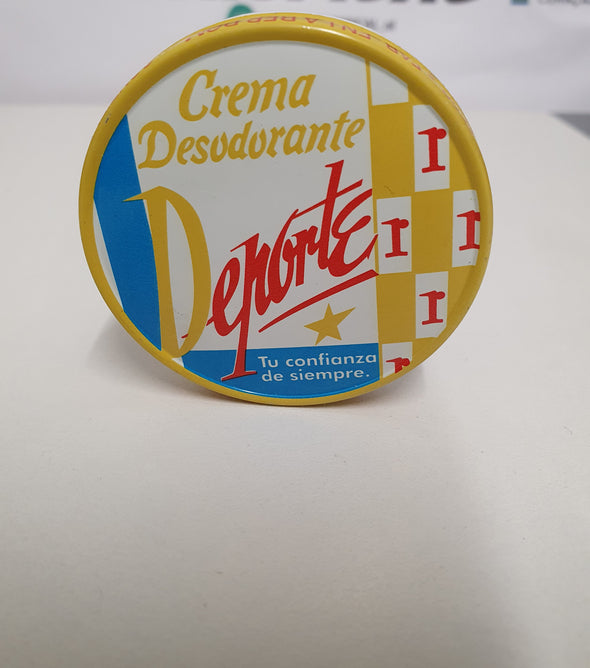 Crema
Desodorante
Deporte
Tu confianza
de siempre.
I
I
I
I
I